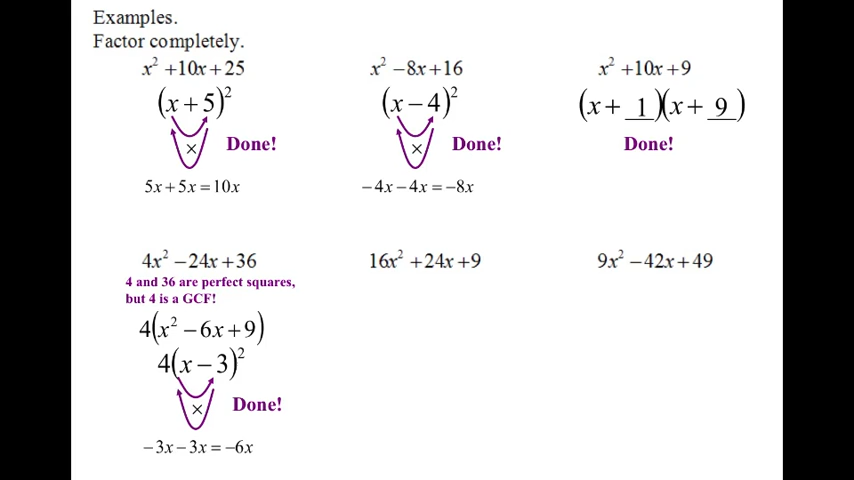 Examples.
Factor completely.
x² +10x+25
x² −8x+16
x² +10x+9
(x+5)²
(x−4)²
(x+ 1 )(x+ 9 )
× Done!
× Done!
Done!
5x+5x=10x
−4x−4x=−8x
4x² −24x+36
16x² +24x+9
9x² −42x+49
4 and 36 are perfect squares,
but 4 is a GCF!
4(x² −6x+9)
4(x−3)²
× Done!
−3x−3x=−6x